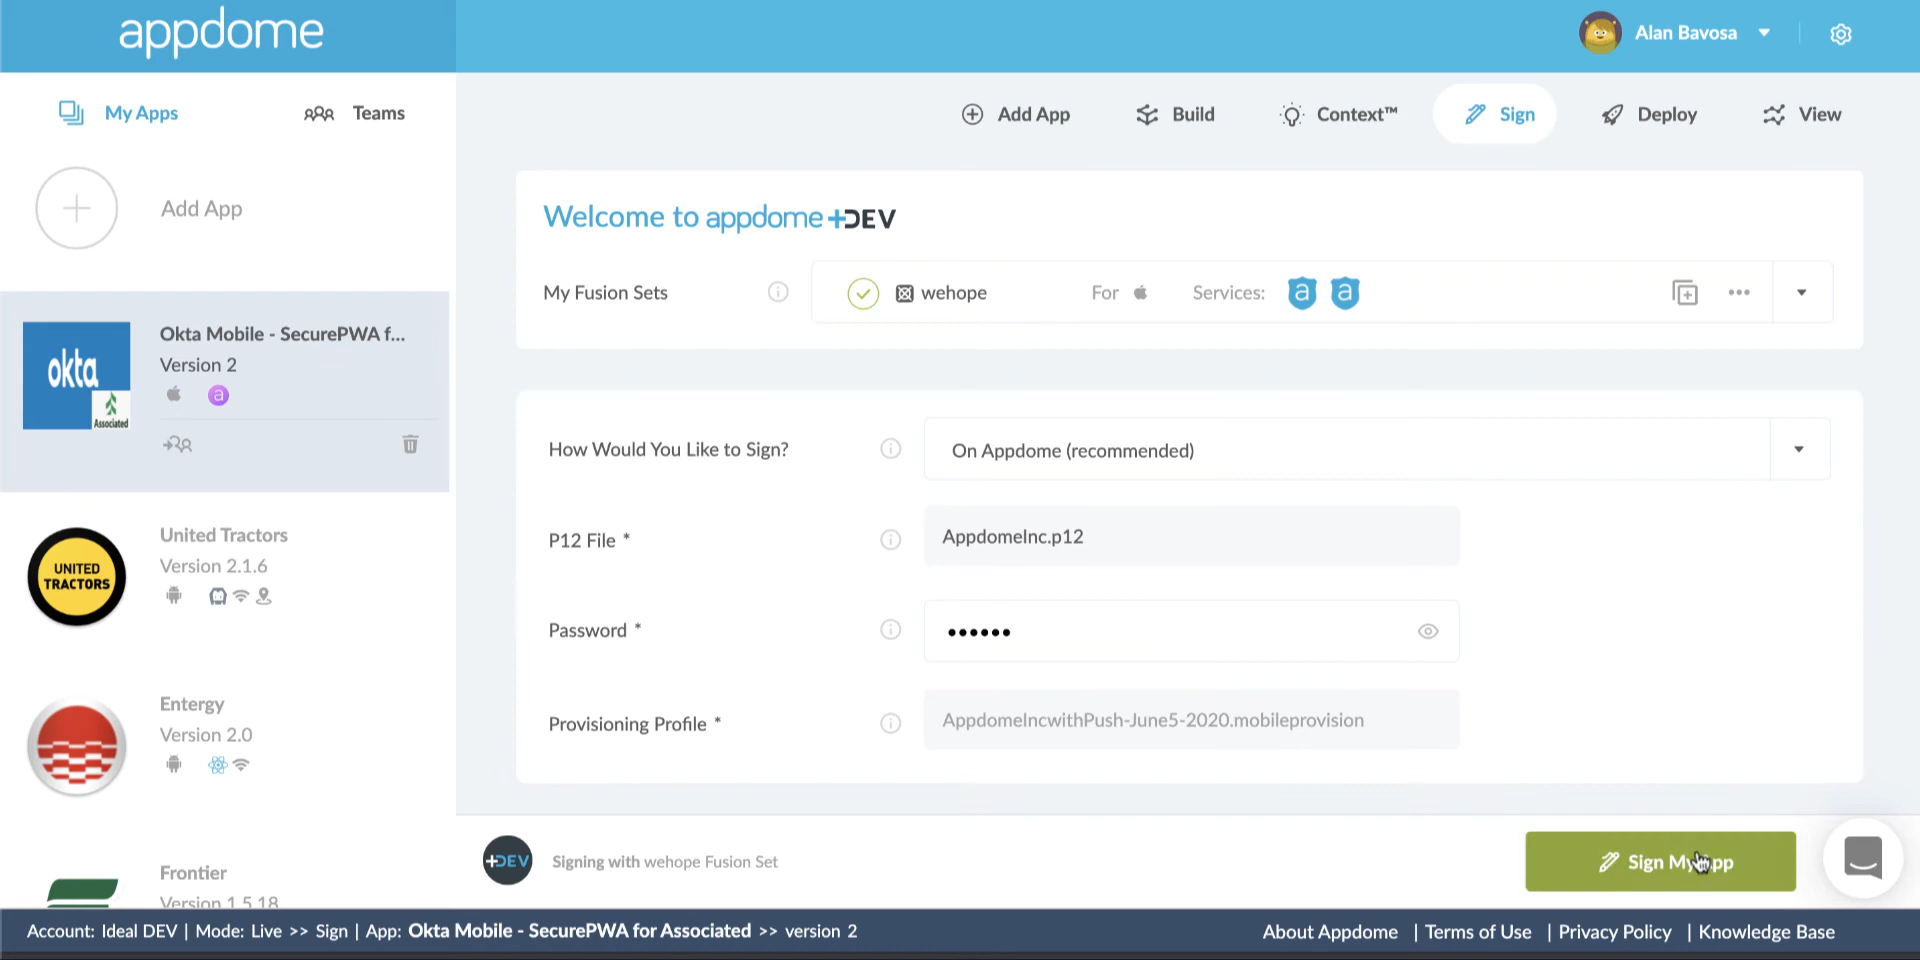 appdome
Alan Bavosa
My Apps
Teams
Add App
Build
Context™
Sign
Deploy
View
Add App
Okta Mobile - SecurePWA f...
Version 2
okta
Associated
a
United Tractors
Version 2.1.6
UNITED
TRACTORS
Entergy
Version 2.0
Frontier
Version 1.5.18
Welcome to appdome +DEV
My Fusion Sets
wehope
For
Services:
a a
How Would You Like to Sign?
On Appdome (recommended)
P12 File *
AppdomeInc.p12
Password *
••••••
Provisioning Profile *
AppdomeIncwithPush-June5-2020.mobileprovision
+DEV
Signing with wehope Fusion Set
Sign My App
Account: Ideal DEV | Mode: Live >> Sign | App: Okta Mobile - SecurePWA for Associated >> version 2
About Appdome | Terms of Use | Privacy Policy | Knowledge Base